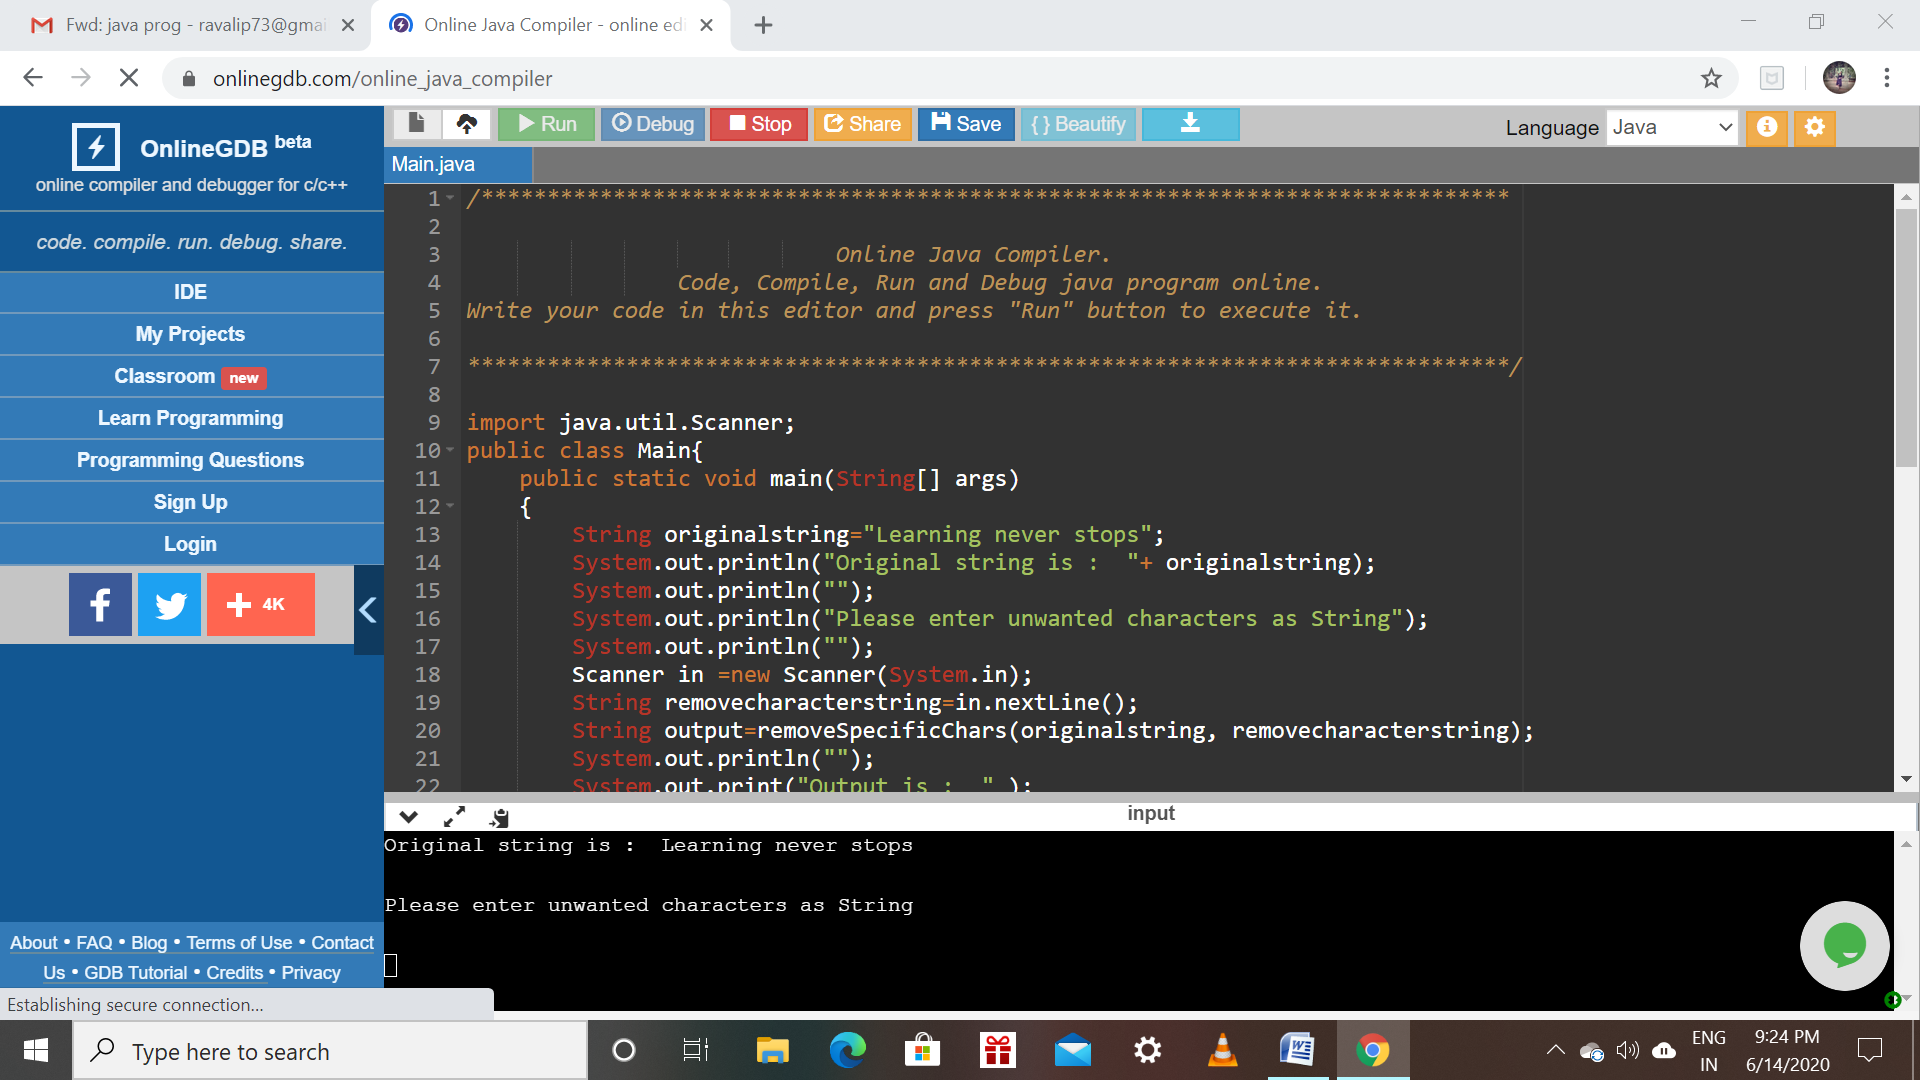 Fwd: java prog - ravalip73@gmai
Online Java Compiler - online edi
onlinegdb.com/online_java_compiler
OnlineGDB beta
online compiler and debugger for c/c++
code. compile. run. debug. share.
IDE
My Projects
Classroom new
Learn Programming
Programming Questions
Sign Up
Login
4K
About • FAQ • Blog • Terms of Use • Contact
Us • GDB Tutorial • Credits • Privacy
Establishing secure connection...
Run Debug Stop Share Save { } Beautify
Language Java
Main.java
1 /******************************************************************************
2
3 Online Java Compiler.
4 Code, Compile, Run and Debug java program online.
5 Write your code in this editor and press "Run" button to execute it.
6
7 *******************************************************************************/
8
9 import java.util.Scanner;
10 public class Main{
11 public static void main(String[] args)
12 {
13 String originalstring="Learning never stops";
14 System.out.println("Original string is :  "+ originalstring);
15 System.out.println("");
16 System.out.println("Please enter unwanted characters as String");
17 System.out.println("");
18 Scanner in =new Scanner(System.in);
19 String removecharacterstring=in.nextLine();
20 String output=removeSpecificChars(originalstring, removecharacterstring);
21 System.out.println("");
22 System.out.print("Output is :  " );
input
Original string is :  Learning never stops
Please enter unwanted characters as String
Type here to search
ENG
IN
9:24 PM
6/14/2020